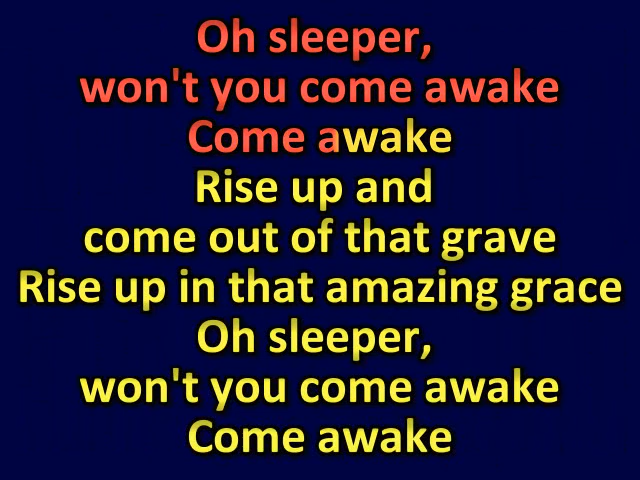 Oh sleeper,
won't you come awake
Come awake
Rise up and
come out of that grave
Rise up in that amazing grace
Oh sleeper,
won't you come awake
Come awake